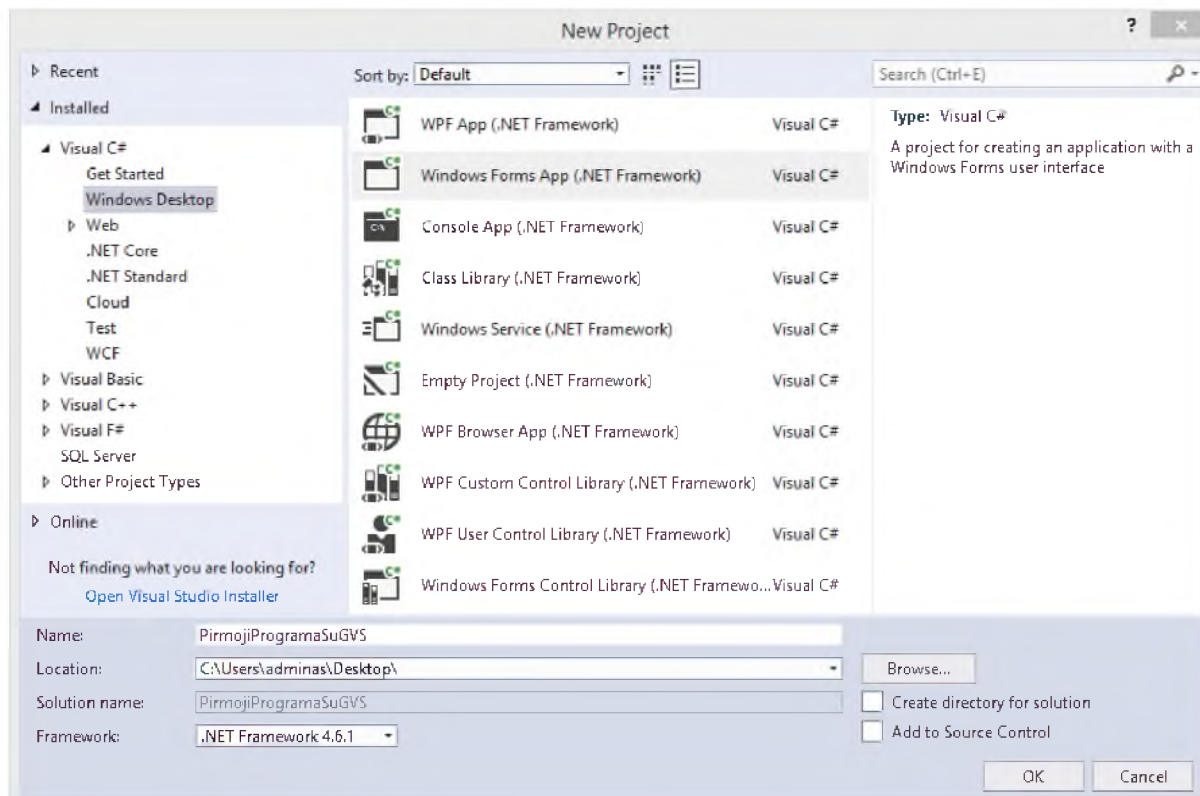 New Project
?
Recent
Installed
Visual C#
Get Started
Windows Desktop
Web
.NET Core
.NET Standard
Cloud
Test
WCF
Visual Basic
Visual C++
Visual F#
SQL Server
Other Project Types
Online
Not finding what you are looking for?
Open Visual Studio Installer
Sort by: Default
WPF App (.NET Framework) Visual C#
Windows Forms App (.NET Framework) Visual C#
Console App (.NET Framework) Visual C#
Class Library (.NET Framework) Visual C#
Windows Service (.NET Framework) Visual C#
Empty Project (.NET Framework) Visual C#
WPF Browser App (.NET Framework) Visual C#
WPF Custom Control Library (.NET Framework) Visual C#
WPF User Control Library (.NET Framework) Visual C#
Windows Forms Control Library (.NET Framewo... Visual C#
Search (Ctrl+E)
Type: Visual C#
A project for creating an application with a
Windows Forms user interface
Name: PirmojiProgramaSuGVS
Location: C:\Users\adminas\Desktop\ Browse...
Solution name: PirmojiProgramaSuGVS Create directory for solution
Framework: .NET Framework 4.6.1 Add to Source Control
OK Cancel